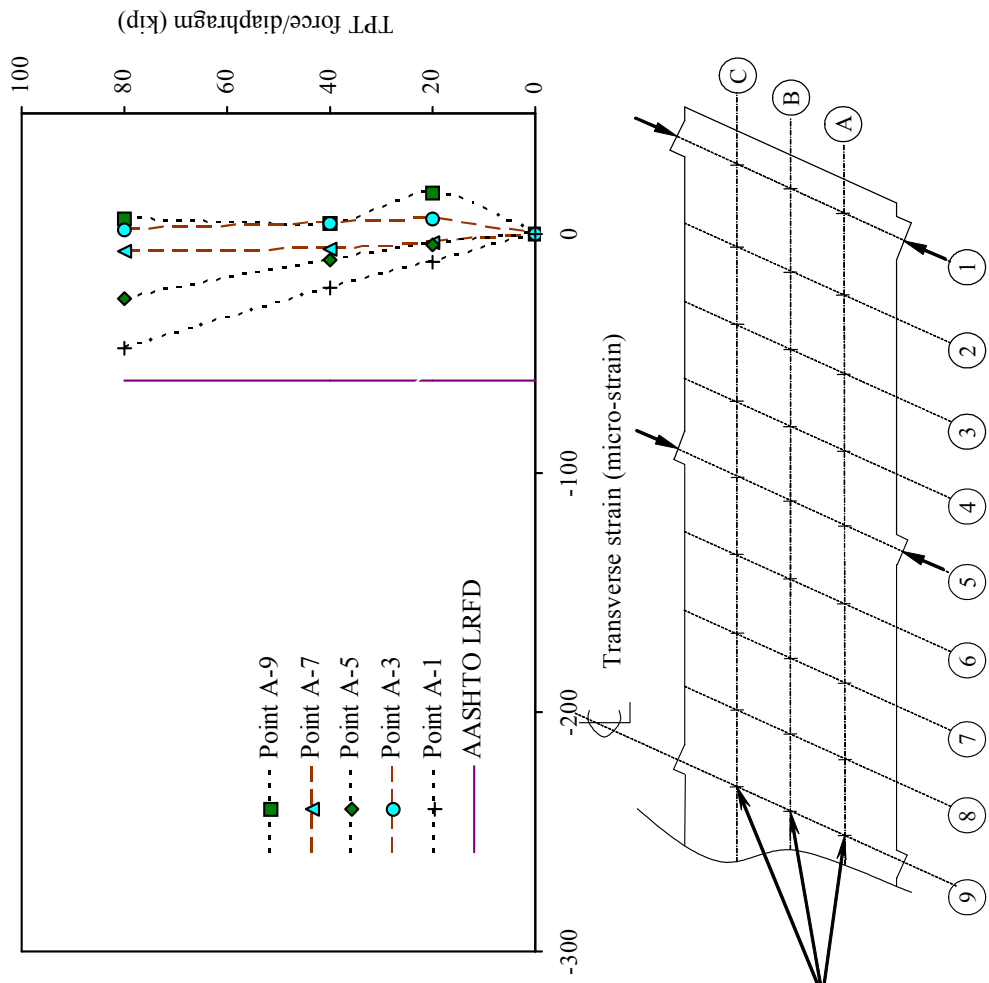 TPT force/diaphragm (kip)
100
80
60
40
20
0
0
-100
-200
-300
Transverse strain (micro-strain)
Point A-9
Point A-7
Point A-5
Point A-3
Point A-1
AASHTO LRFD
C
B
A
1
2
3
4
5
6
7
8
9